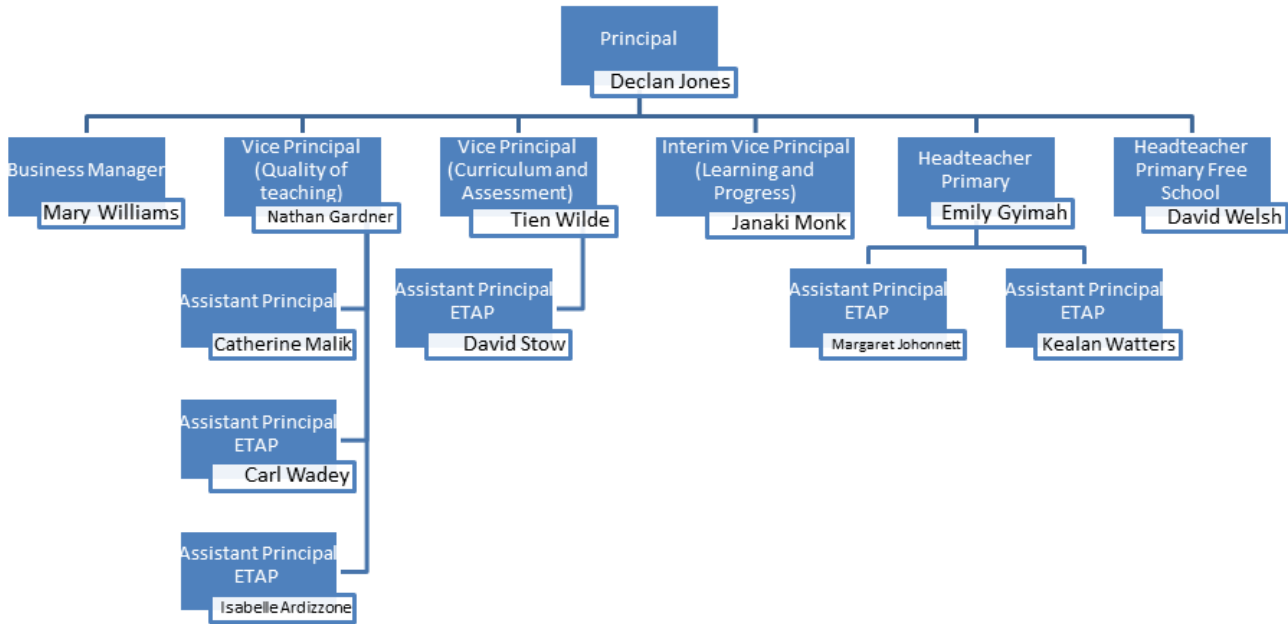 Principal
Declan Jones
Business Manager
Mary Williams
Vice Principal
(Quality of
teaching)
Nathan Gardner
Vice Principal
(Curriculum and
Assessment)
Tien Wilde
Interim Vice Principal
(Learning and
Progress)
Janaki Monk
Headteacher
Primary
Emily Gyimah
Headteacher
Primary Free
School
David Welsh
Assistant Principal
Catherine Malik
Assistant Principal
ETAP
David Stow
Assistant Principal
ETAP
Margaret Johonnett
Assistant Principal
ETAP
Kealan Watters
Assistant Principal
ETAP
Carl Wadey
Assistant Principal
ETAP
Isabelle Ardizzone